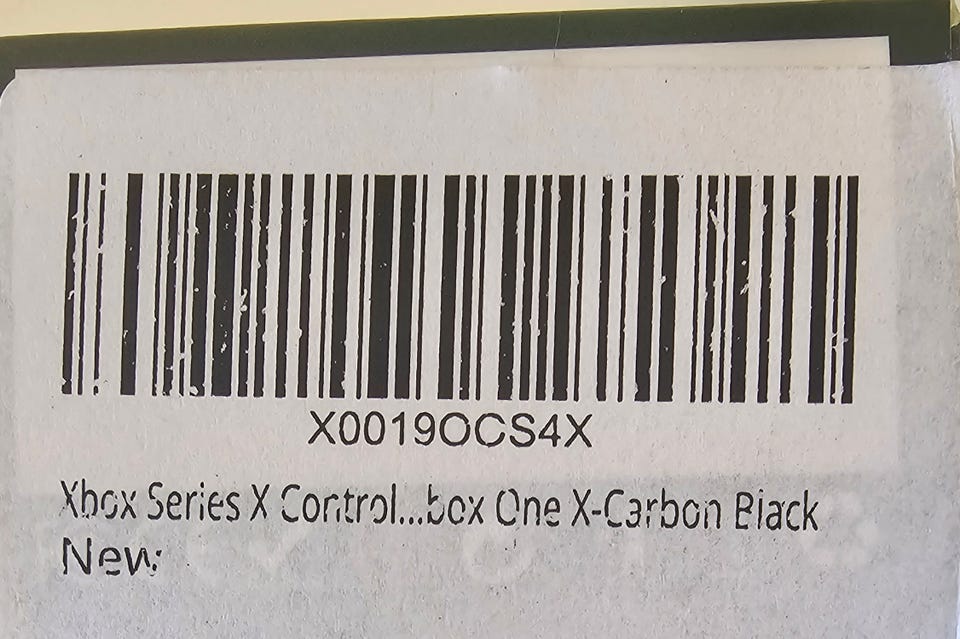 X0019OCS4X
Xbox Series X Control...box One X-Carbon Black
New